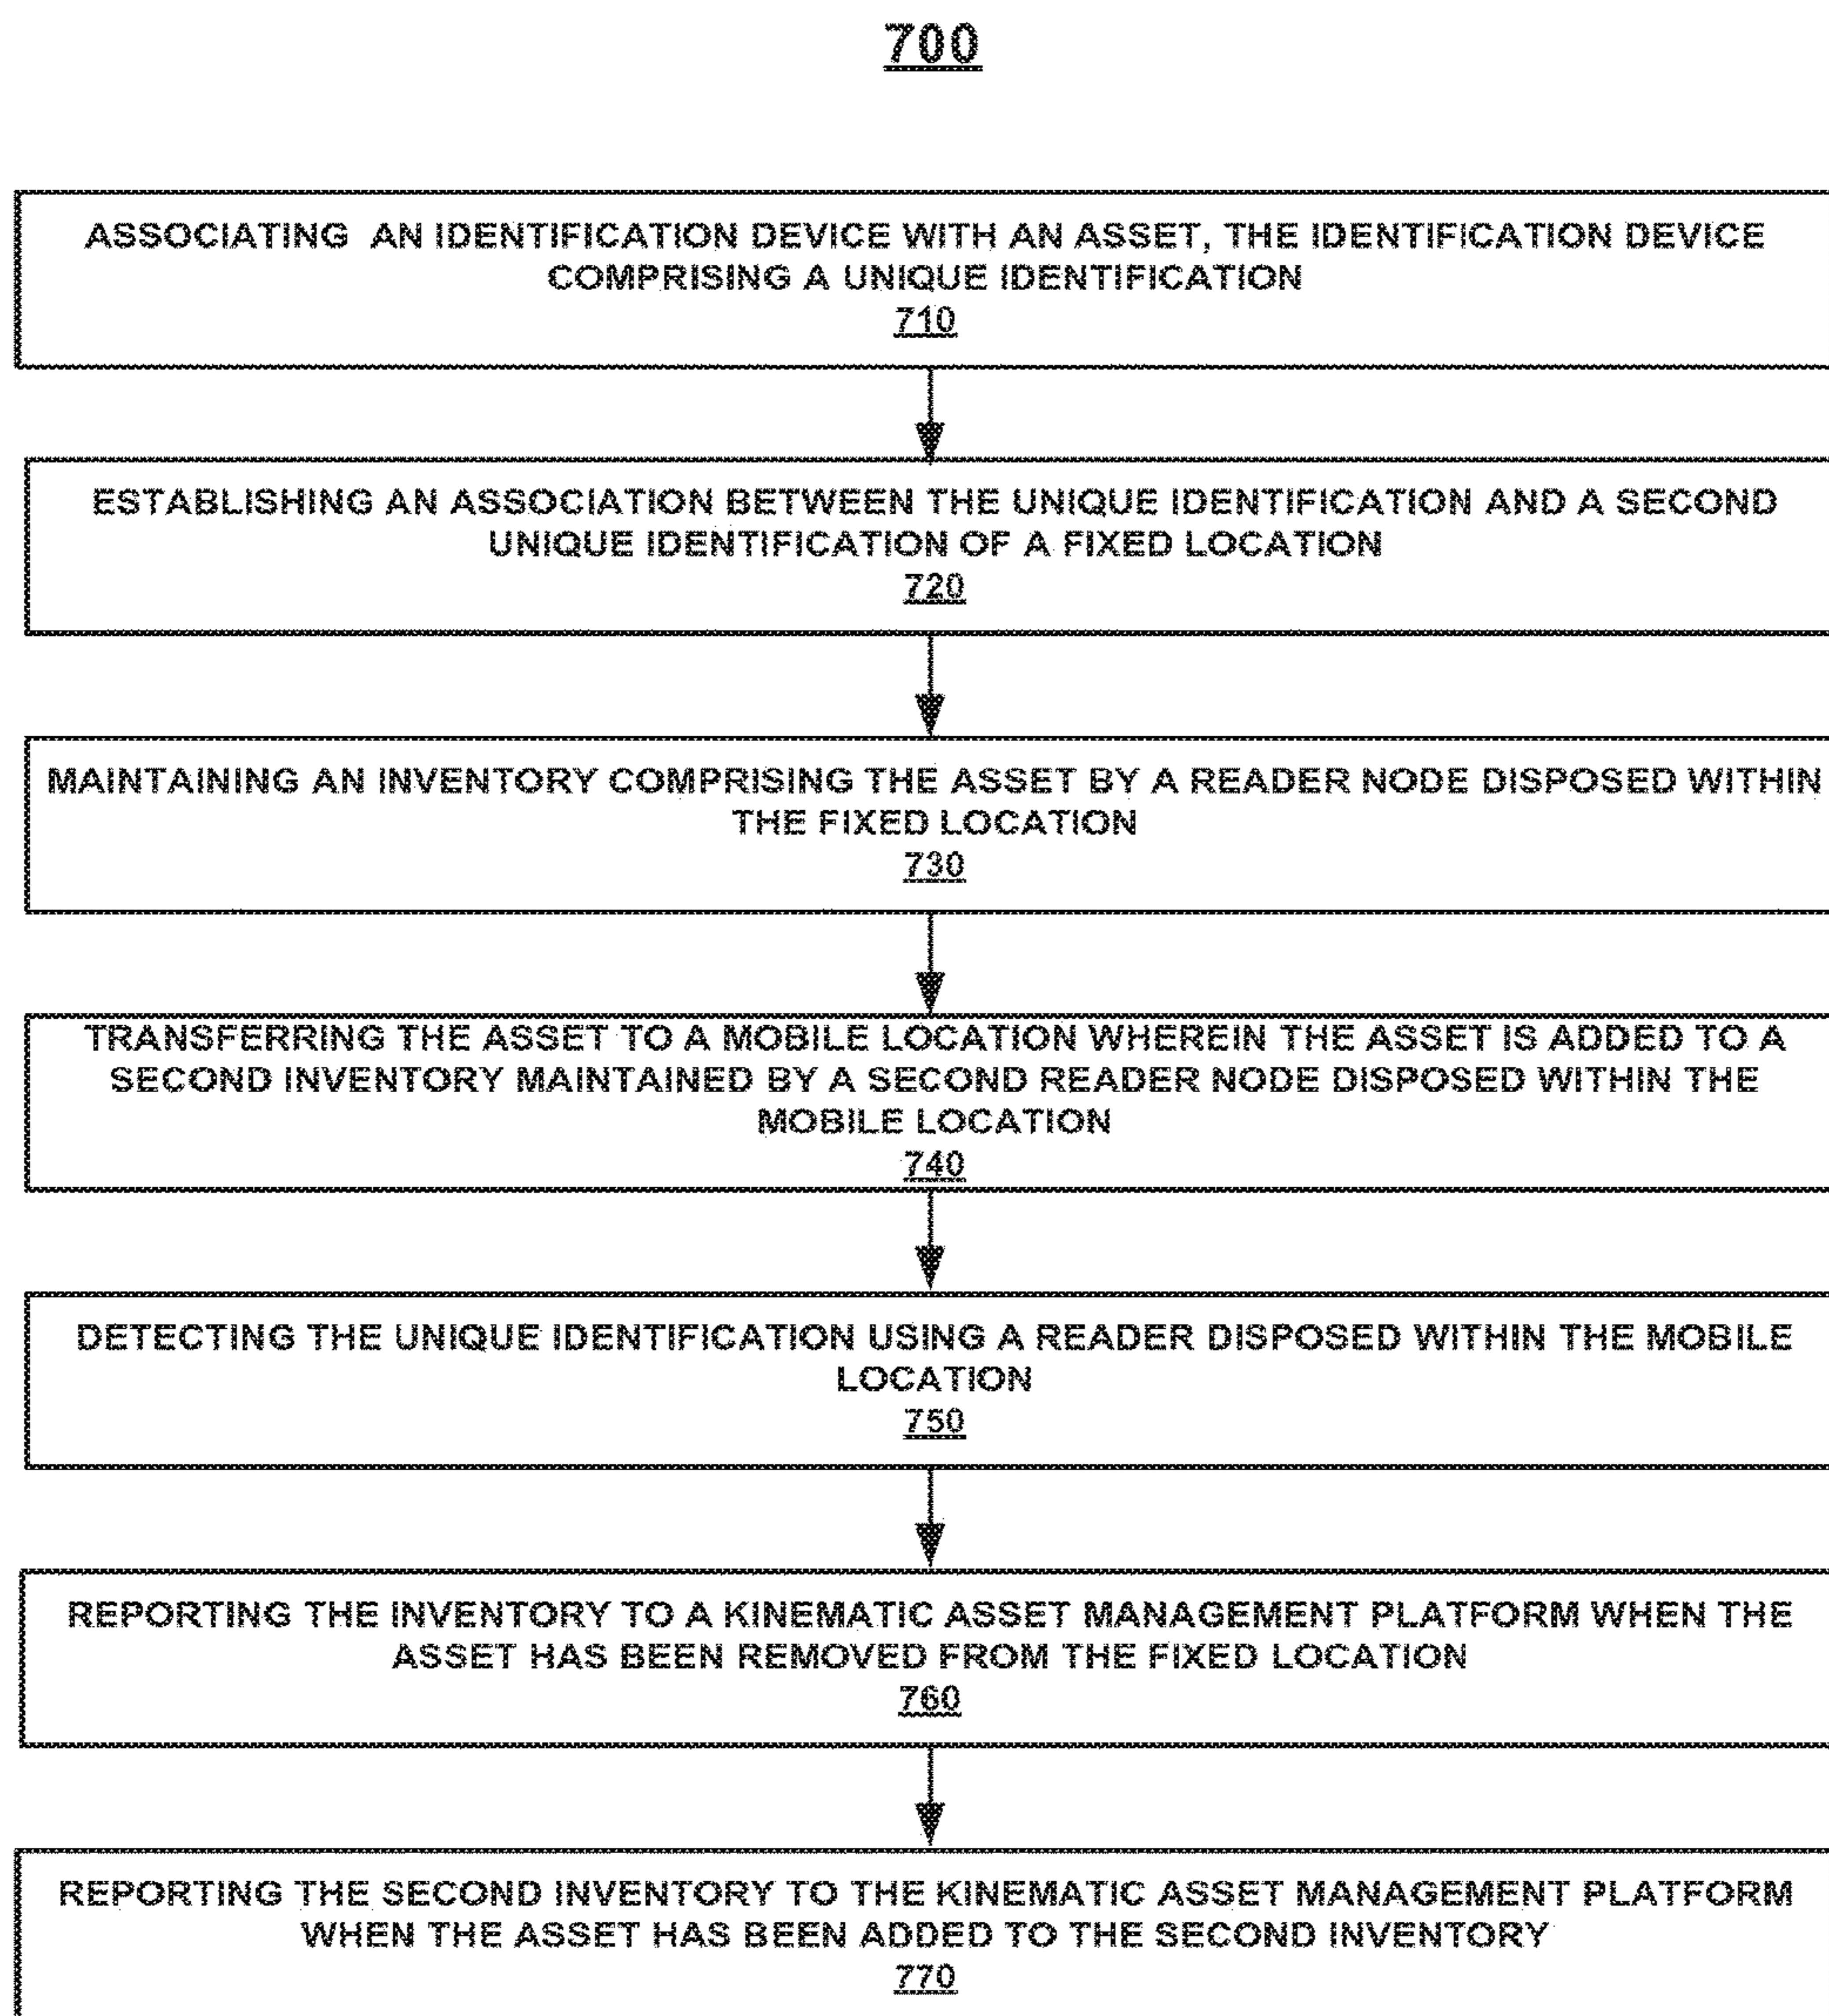 700
ASSOCIATING AN IDENTIFICATION DEVICE WITH AN ASSET, THE IDENTIFICATION DEVICE
COMPRISING A UNIQUE IDENTIFICATION
710
ESTABLISHING AN ASSOCIATION BETWEEN THE UNIQUE IDENTIFICATION AND A SECOND
UNIQUE IDENTIFICATION OF A FIXED LOCATION
720
MAINTAINING AN INVENTORY COMPRISING THE ASSET BY A READER NODE DISPOSED WITHIN
THE FIXED LOCATION
730
TRANSFERRING THE ASSET TO A MOBILE LOCATION WHEREIN THE ASSET IS ADDED TO A
SECOND INVENTORY MAINTAINED BY A SECOND READER NODE DISPOSED WITHIN THE
MOBILE LOCATION
740
DETECTING THE UNIQUE IDENTIFICATION USING A READER DISPOSED WITHIN THE MOBILE
LOCATION
750
REPORTING THE INVENTORY TO A KINEMATIC ASSET MANAGEMENT PLATFORM WHEN THE
ASSET HAS BEEN REMOVED FROM THE FIXED LOCATION
760
REPORTING THE SECOND INVENTORY TO THE KINEMATIC ASSET MANAGEMENT PLATFORM
WHEN THE ASSET HAS BEEN ADDED TO THE SECOND INVENTORY
770